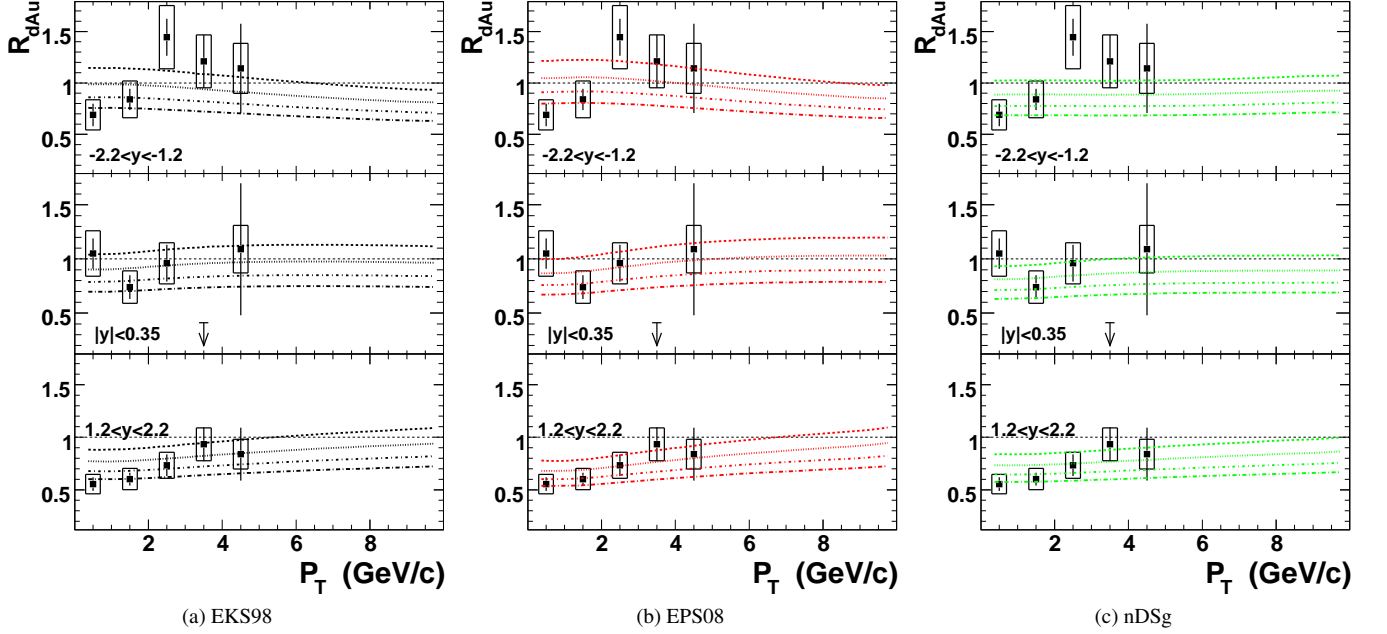 R_dAu
1.5
1
0.5
-2.2<y<-1.2
1.5
1
0.5
|y|<0.35
1.5
1
0.5
1.2<y<2.2
2 4 6 8
P_T (GeV/c)
(a) EKS98
R_dAu
1.5
1
0.5
-2.2<y<-1.2
1.5
1
0.5
|y|<0.35
1.5
1
0.5
1.2<y<2.2
2 4 6 8
P_T (GeV/c)
(b) EPS08
R_dAu
1.5
1
0.5
-2.2<y<-1.2
1.5
1
0.5
|y|<0.35
1.5
1
0.5
1.2<y<2.2
2 4 6 8
P_T (GeV/c)
(c) nDSg